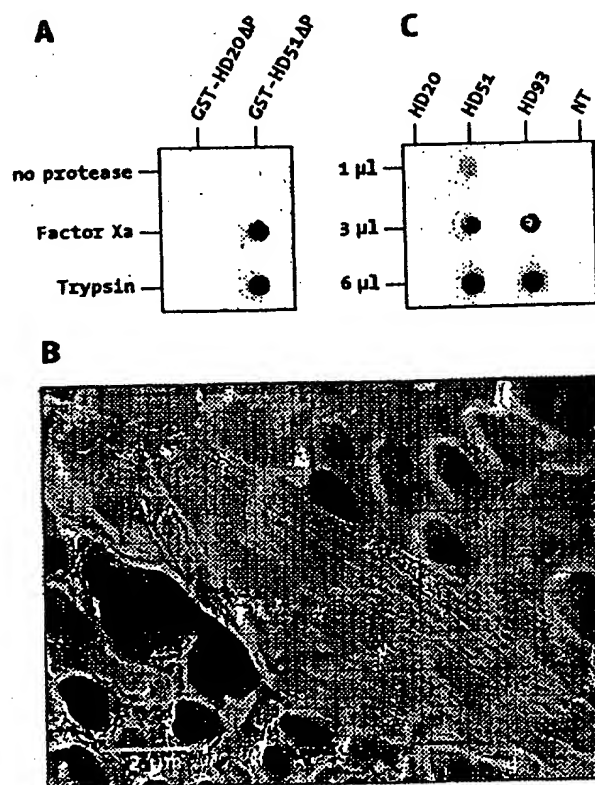 A
GST-HD20ΔP
GST-HD51ΔP
no protease
Factor Xa
Trypsin
C
HD20
HD51
HD93
NT
1 µl
3 µl
6 µl
B
2 µm